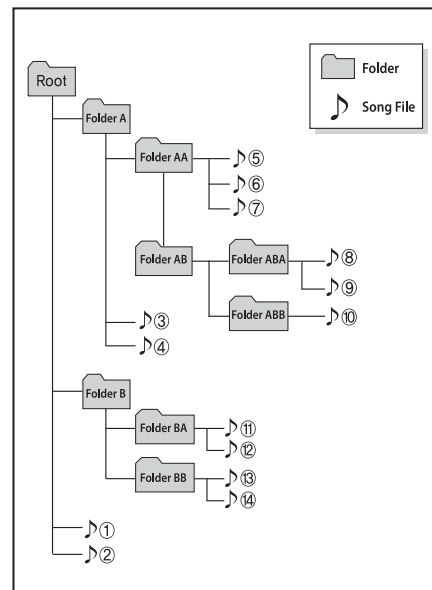 Root
Folder
Song File
Folder A
Folder AA
⑤
⑥
⑦
Folder AB
Folder ABA
⑧
⑨
Folder ABB
⑩
③
④
Folder B
Folder BA
⑪
⑫
Folder BB
⑬
⑭
①
②